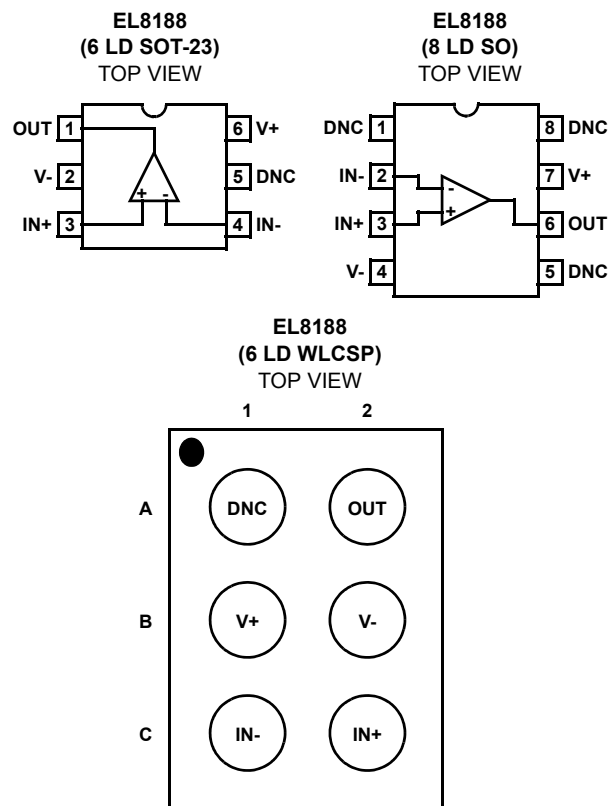 EL8188
(6 LD SOT-23)
TOP VIEW
OUT 1
6 V+
V- 2
5 DNC
+ -
IN+ 3
4 IN-
EL8188
(8 LD SO)
TOP VIEW
DNC 1
8 DNC
IN- 2
7 V+
-
+
IN+ 3
6 OUT
V- 4
5 DNC
EL8188
(6 LD WLCSP)
TOP VIEW
1 2
A DNC OUT
B V+ V-
C IN- IN+